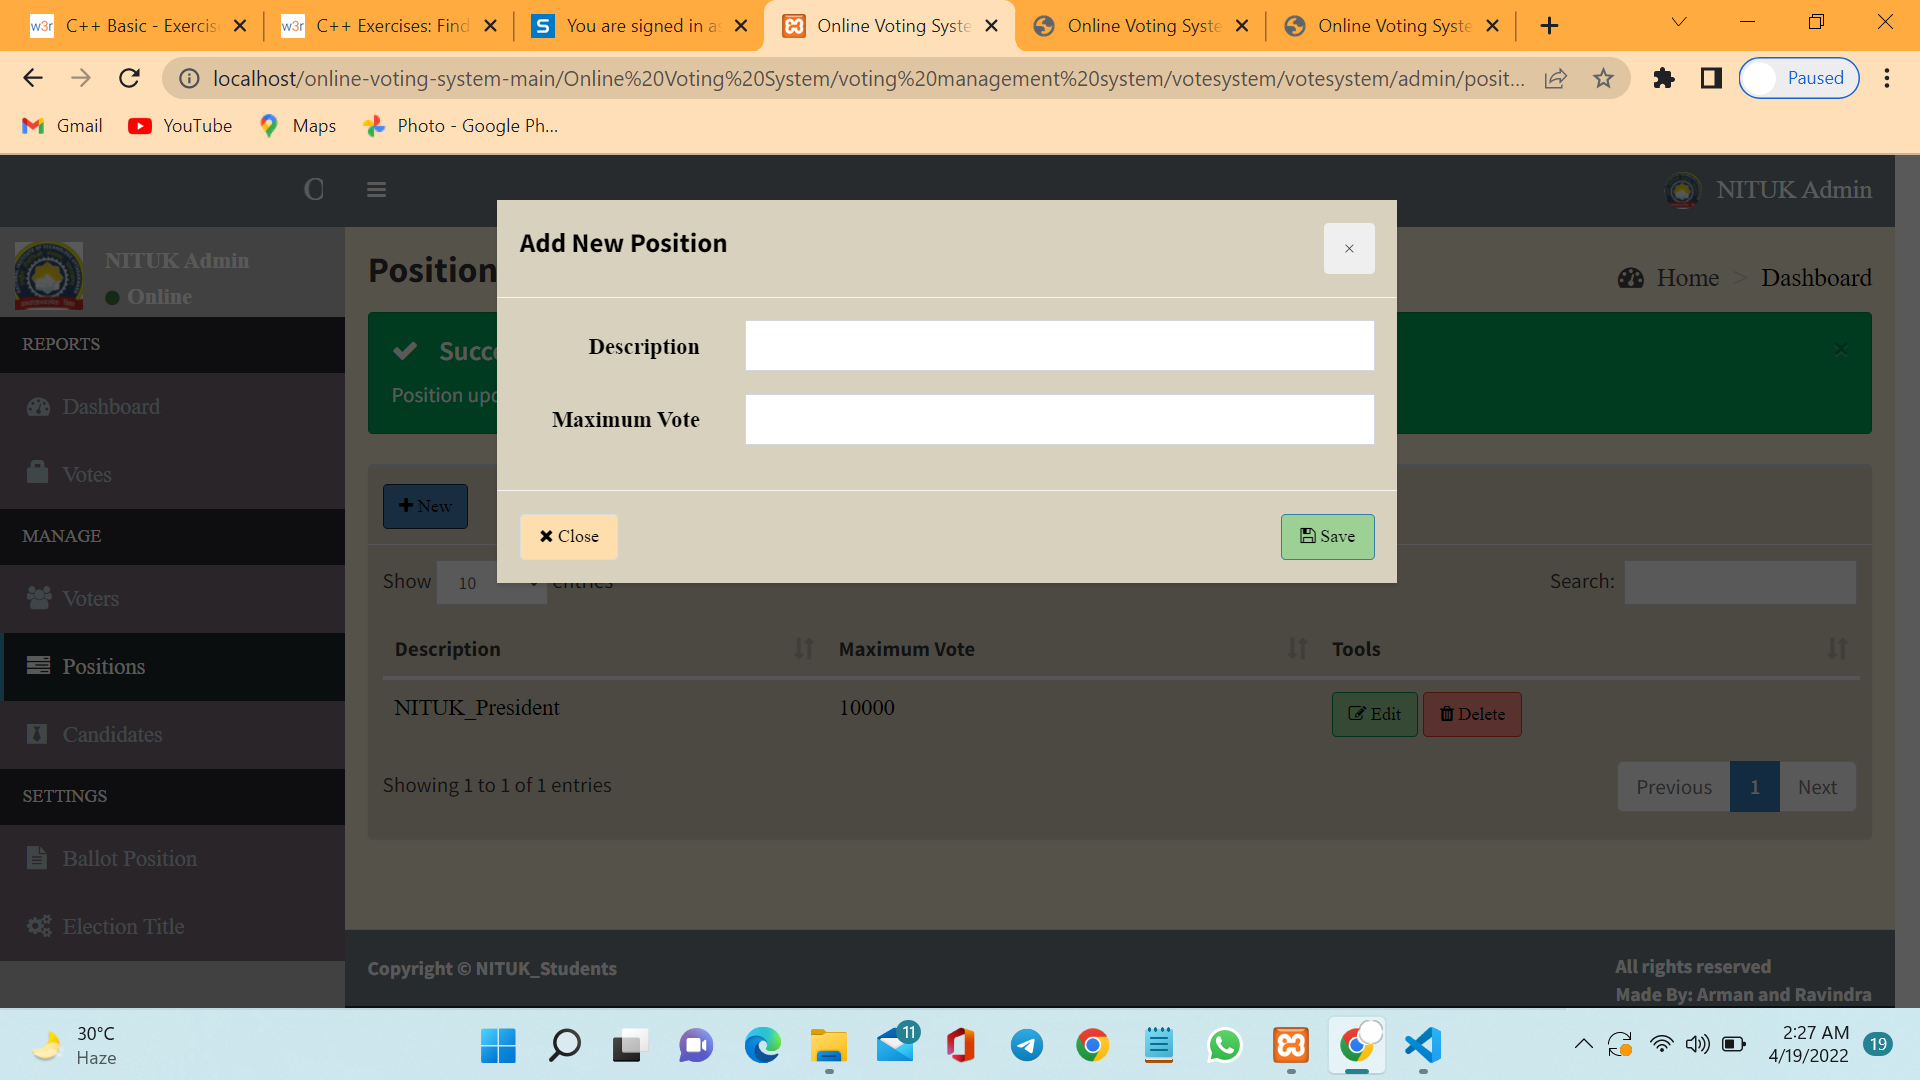 w3r C++ Basic - Exercis
w3r C++ Exercises: Find
S You are signed in as
Online Voting Syste
Online Voting Syste
Online Voting Syste
localhost/online-voting-system-main/Online%20Voting%20System/voting%20management%20system/votesystem/votesystem/admin/posit...
Paused
Gmail
YouTube
Maps
Photo - Google Ph...
NITUK Admin
NITUK Admin
Online
REPORTS
Dashboard
Votes
MANAGE
Voters
Positions
Candidates
SETTINGS
Ballot Position
Election Title
Position
Home > Dashboard
Succ
Position up
Add New Position
×
Description
Maximum Vote
Close
Save
New
Show 10 entries
Search:
Description Maximum Vote Tools
NITUK_President 10000 Edit Delete
Showing 1 to 1 of 1 entries
Previous 1 Next
Copyright © NITUK_Students
All rights reserved
Made By: Arman and Ravindra
30°C
Haze
11
2:27 AM
4/19/2022
19